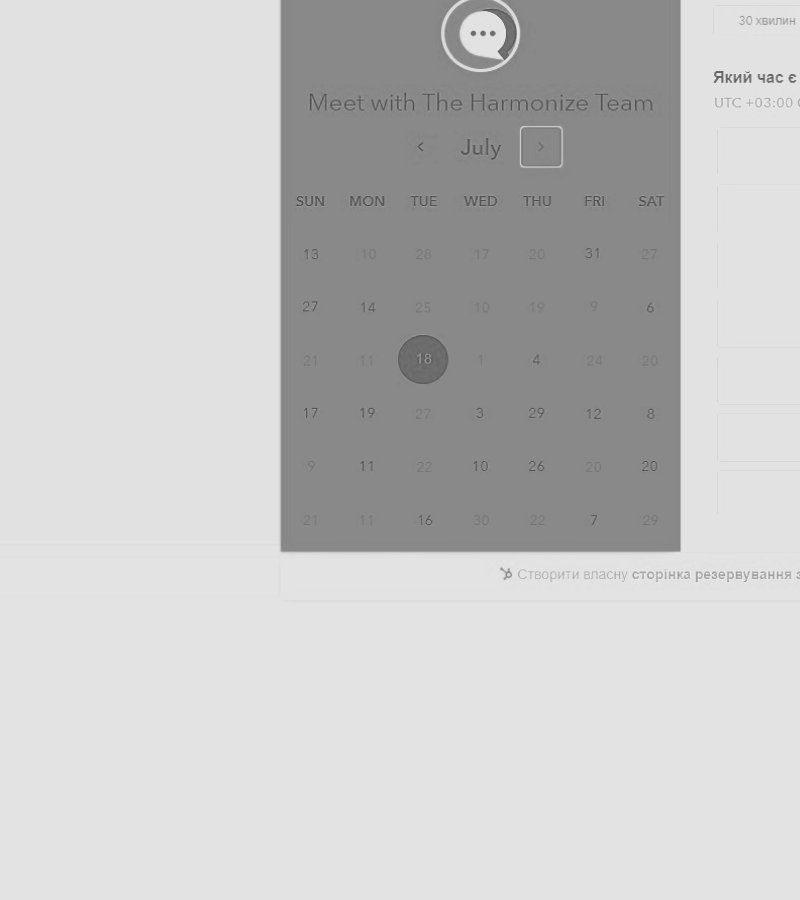 30 хвилин
Який час є
UTC +03:00
Meet with The Harmonize Team
July
SUN MON TUE WED THU FRI SAT
13 10 28 17 20 31 27
27 14 25 10 19 9 6
21 11 18 1 4 24 20
17 19 27 3 29 12 8
9 11 22 10 26 20 20
21 11 16 30 22 7 29
Створити власну сторінка резервування